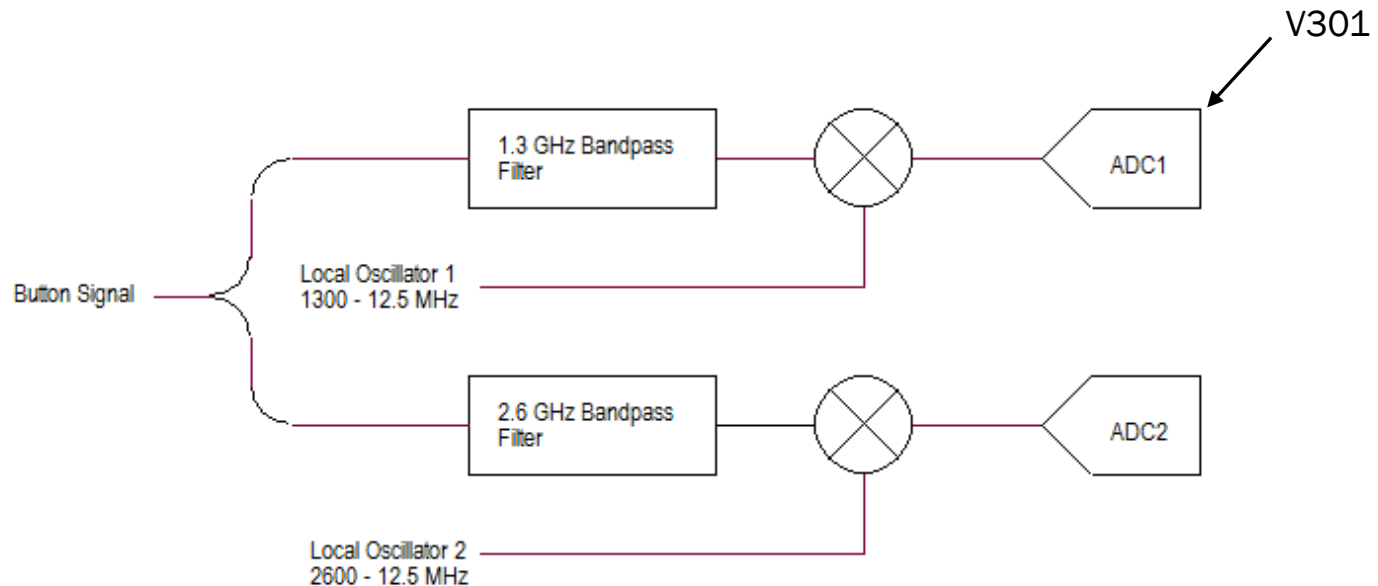 V301
1.3 GHz Bandpass
Filter
ADC1
Local Oscillator 1
1300 - 12.5 MHz
Button Signal
2.6 GHz Bandpass
Filter
ADC2
Local Oscillator 2
2600 - 12.5 MHz